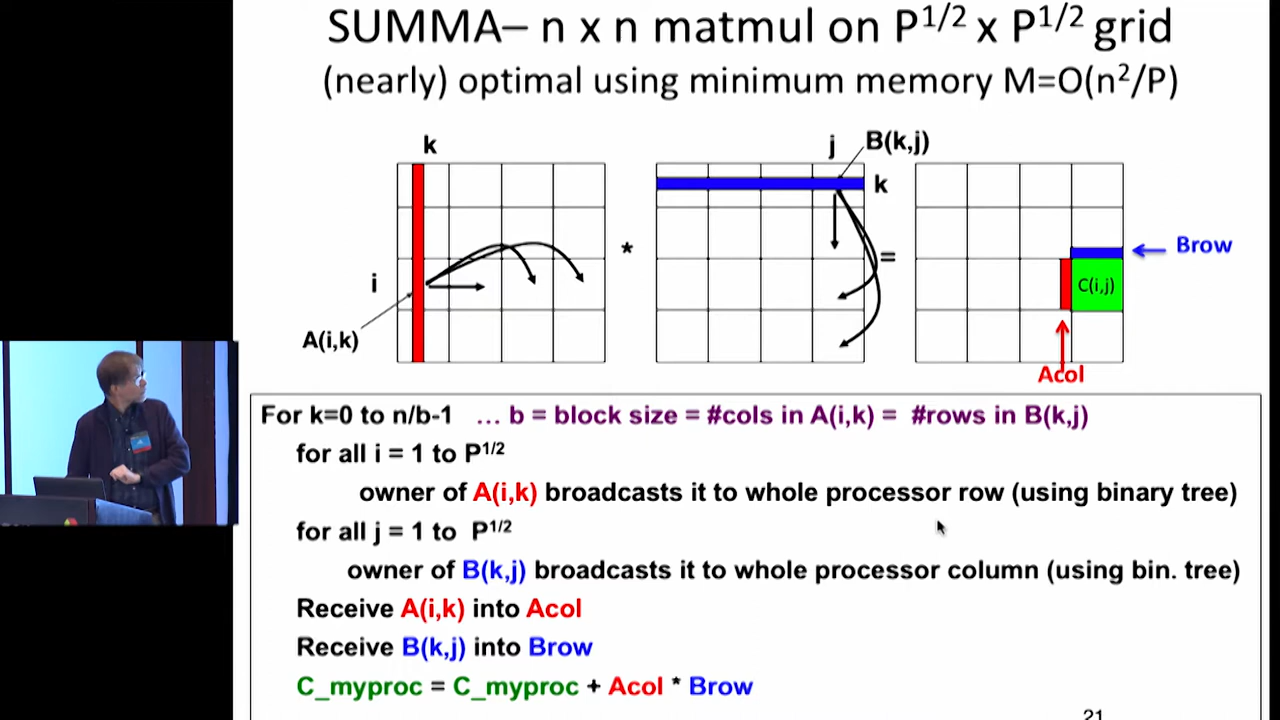 SUMMA– n x n matmul on P1/2 x P1/2 grid
(nearly) optimal using minimum memory M=O(n2/P)
k
j
B(k,j)
k
*
=
Brow
i
C(i,j)
A(i,k)
Acol
For k=0 to n/b-1 … b = block size = #cols in A(i,k) = #rows in B(k,j)
for all i = 1 to P1/2
owner of A(i,k) broadcasts it to whole processor row (using binary tree)
for all j = 1 to P1/2
owner of B(k,j) broadcasts it to whole processor column (using bin. tree)
Receive A(i,k) into Acol
Receive B(k,j) into Brow
C_myproc = C_myproc + Acol * Brow
21